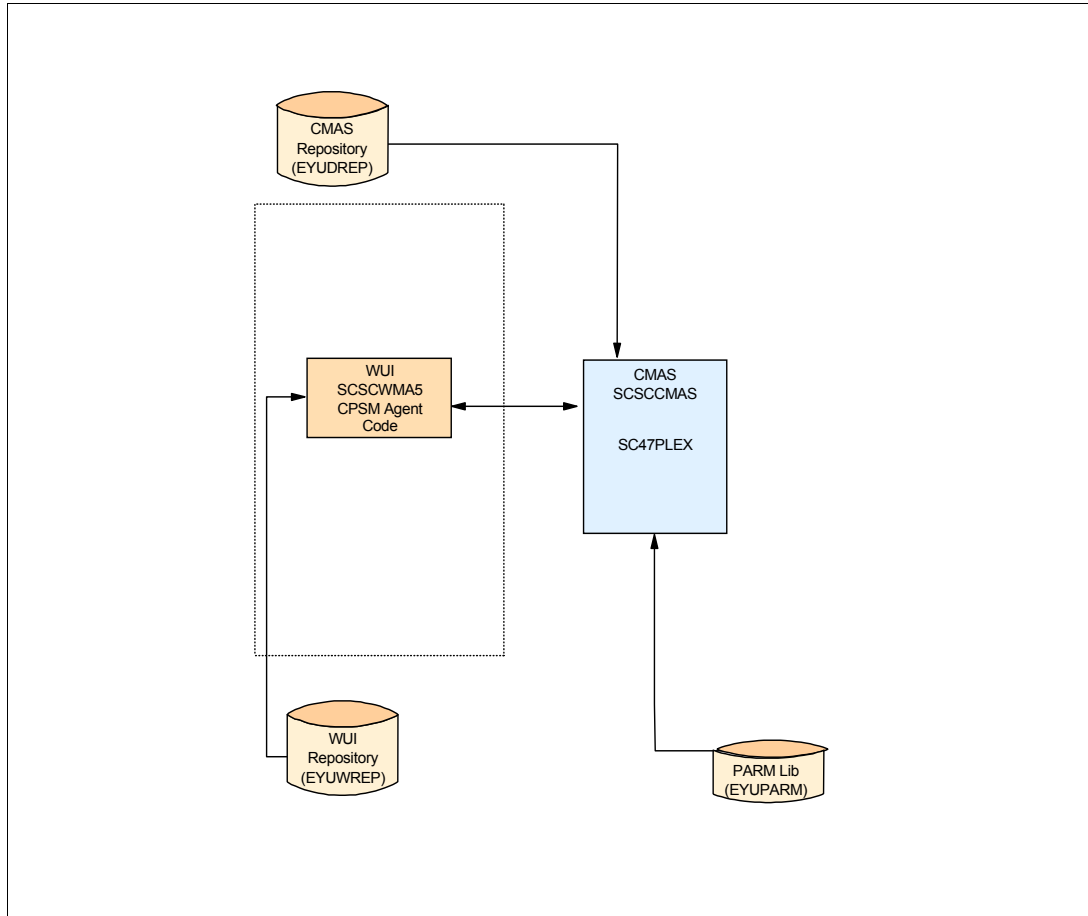 CMAS
Repository
(EYUDREP)
WUI
SCSCWMA5
CPSM Agent
Code
CMAS
SCSCCMAS
SC47PLEX
WUI
Repository
(EYUWREP)
PARM Lib
(EYUPARM)